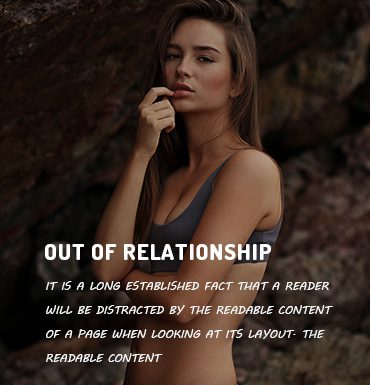 OUT OF RELATIONSHIP
IT IS A LONG ESTABLISHED FACT THAT A READER
WILL BE DISTRACTED BY THE READABLE CONTENT
OF A PAGE WHEN LOOKING AT ITS LAYOUT. THE
READABLE CONTENT